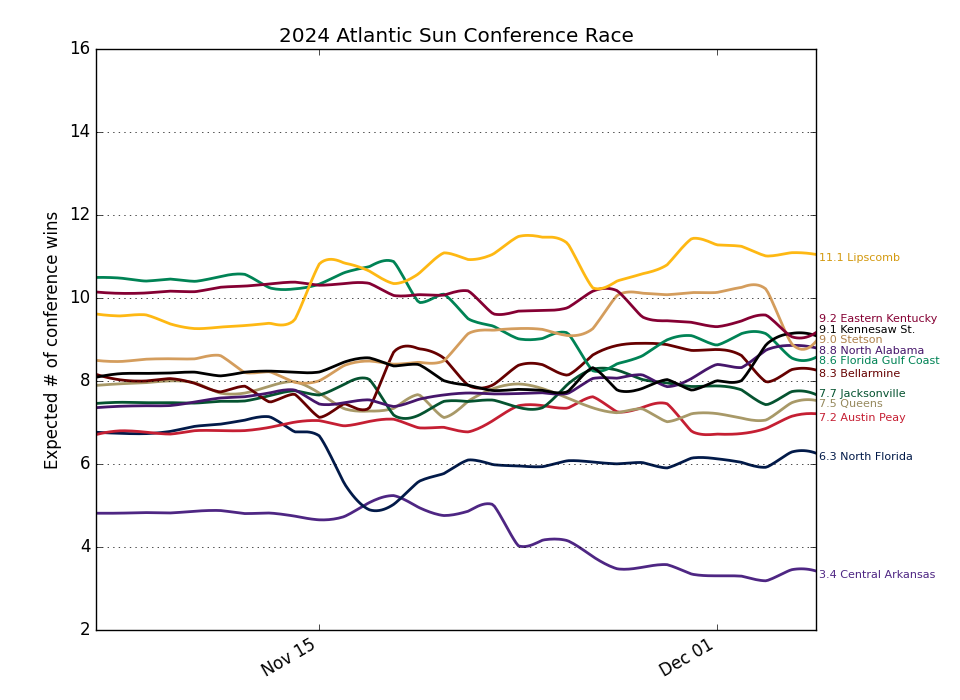 2024 Atlantic Sun Conference Race
Expected # of conference wins
16
14
12
10
8
6
4
2
Nov 15
Dec 01
11.1 Lipscomb
9.2 Eastern Kentucky
9.1 Kennesaw St.
9.0 Stetson
8.8 North Alabama
8.6 Florida Gulf Coast
8.3 Bellarmine
7.7 Jacksonville
7.5 Queens
7.2 Austin Peay
6.3 North Florida
3.4 Central Arkansas